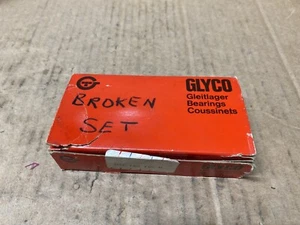 GLYCO
Gleitlager
Bearings
Coussinets
BROKEN
SET